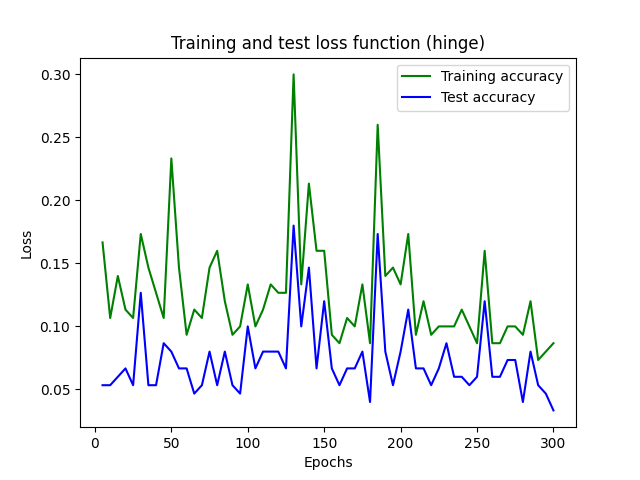 Training and test loss function (hinge)
Training accuracy
Test accuracy
0.30
0.25
0.20
0.15
0.10
0.05
Loss
0 50 100 150 200 250 300
Epochs